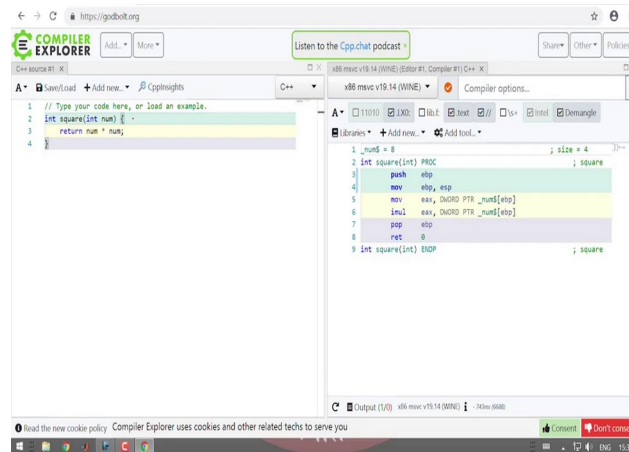 https://godbolt.org
COMPILER EXPLORER Add... More
Listen to the Cpp.chat podcast ×
Share Other Policies
C++ source #1 X
A Save/Load + Add new... CppInsights C++
1 // Type your code here, or load an example.
2 int square(int num) {
3 return num * num;
4 }
x86 msvc v19.14 (WINE) (Editor #1, Compiler #1) C++ X
x86 msvc v19.14 (WINE) Compiler options...
A 11010 .LX0: lib.f: .text // \s+ Intel Demangle
Libraries + Add new... Add tool...
1 _num$ = 8 ; size = 4
2 int square(int) PROC ; square
3 push ebp
4 mov ebp, esp
5 mov eax, DWORD PTR _num$[ebp]
6 imul eax, DWORD PTR _num$[ebp]
7 pop ebp
8 ret 0
9 int square(int) ENDP ; square
Output (1/0) x86 msvc v19.14 (WINE) i - 743ms (6688)
Read the new cookie policy Compiler Explorer uses cookies and other related techs to serve you Consent Don't conse
ENG 15:3